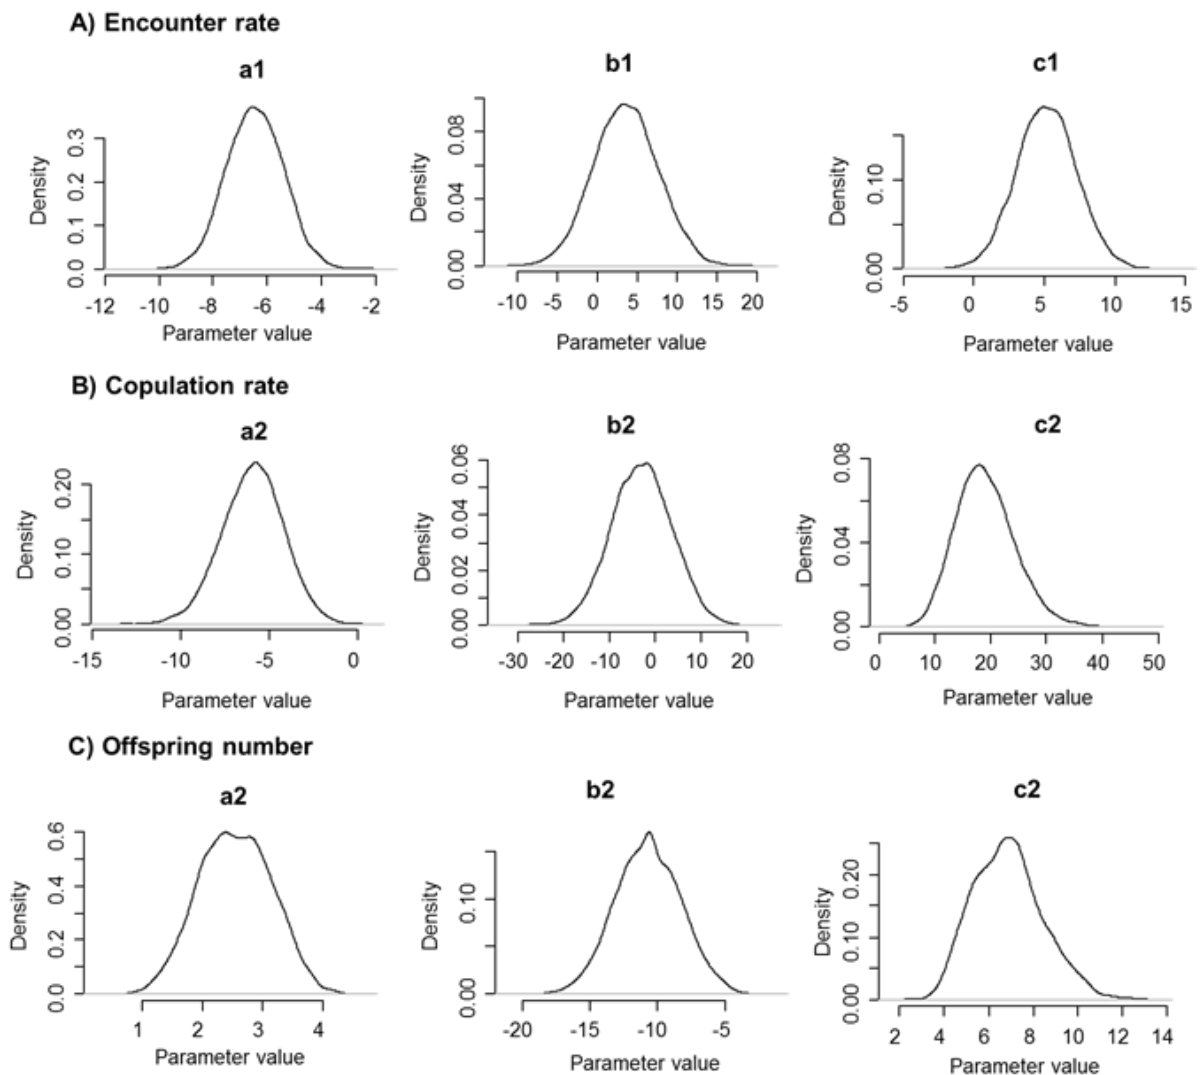 A) Encounter rate
a1
b1
c1
Density
0.0 0.1 0.2 0.3
-12 -10 -8 -6 -4 -2
Parameter value
Density
0.00 0.04 0.08
-10 -5 0 5 10 15 20
Parameter value
Density
0.00 0.10
-5 0 5 10 15
Parameter value
B) Copulation rate
a2
b2
c2
Density
0.00 0.10 0.20
-15 -10 -5 0
Parameter value
Density
0.00 0.02 0.04 0.06
-30 -20 -10 0 10 20
Parameter value
Density
0.00 0.04 0.08
0 10 20 30 40 50
Parameter value
C) Offspring number
a2
b2
c2
Density
0.0 0.2 0.4 0.6
1 2 3 4
Parameter value
Density
0.00 0.10
-20 -15 -10 -5
Parameter value
Density
0.00 0.10 0.20
2 4 6 8 10 12 14
Parameter value